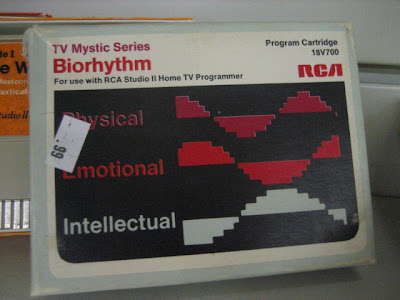 TV Mystic Series
Biorhythm
For use with RCA Studio II Home TV Programmer
Program Cartridge
18V700
RCA
Physical
.99
Emotional
Intellectual